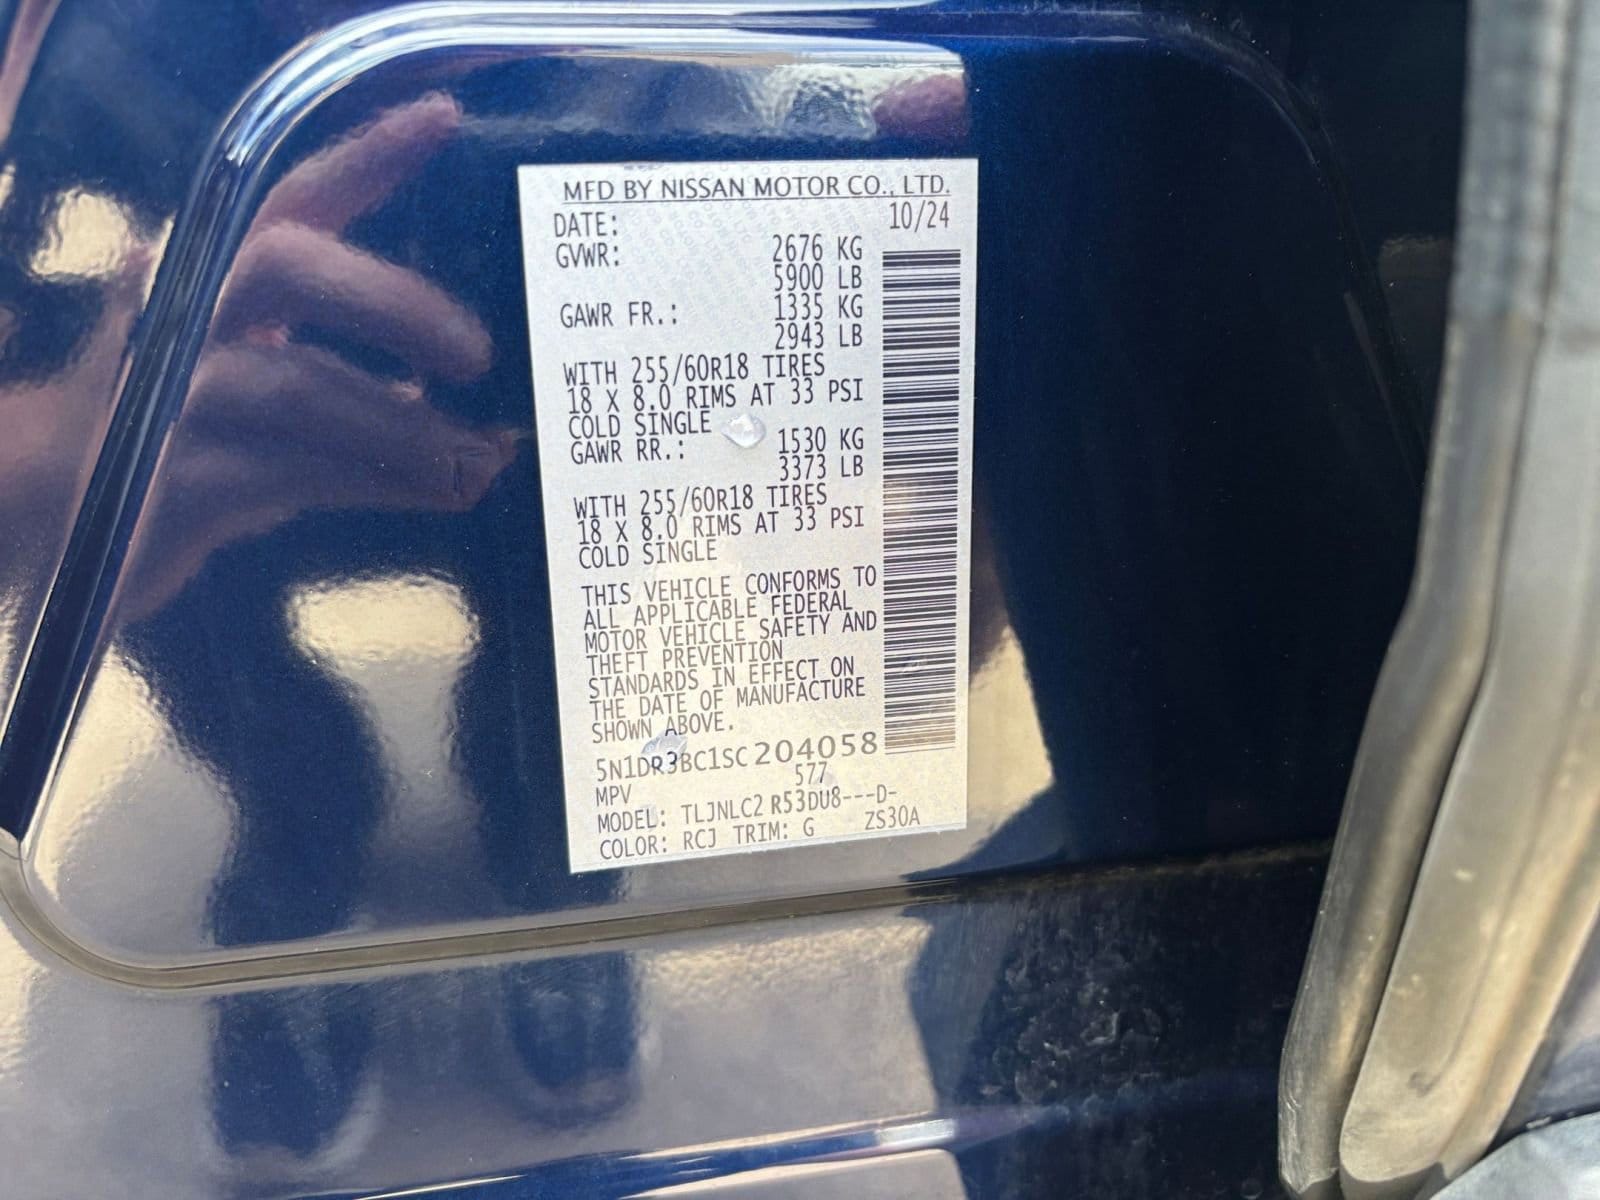 MFD BY NISSAN MOTOR CO., LTD.
DATE: 10/24
GVWR: 2676 KG
5900 LB
GAWR FR.: 1335 KG
2943 LB
WITH 255/60R18 TIRES
18 X 8.0 RIMS AT 33 PSI
COLD SINGLE
GAWR RR.: 1530 KG
3373 LB
WITH 255/60R18 TIRES
18 X 8.0 RIMS AT 33 PSI
COLD SINGLE
THIS VEHICLE CONFORMS TO
ALL APPLICABLE FEDERAL
MOTOR VEHICLE SAFETY AND
THEFT PREVENTION
STANDARDS IN EFFECT ON
THE DATE OF MANUFACTURE
SHOWN ABOVE.
5N1DR3BC1SC204058
MPV 577
MODEL: TLJNLC2 R53DU8---D-
COLOR: RCJ TRIM: G ZS30A